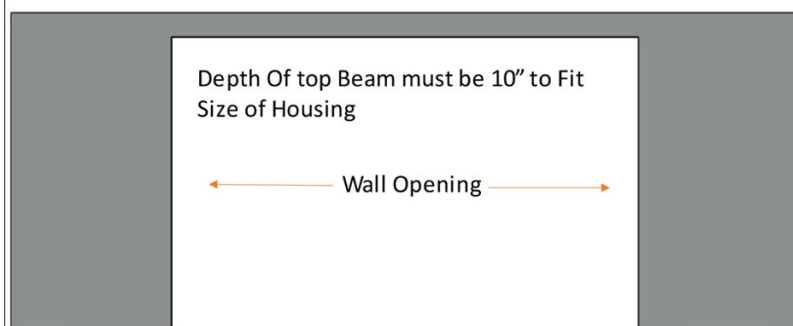 Depth Of top Beam must be 10” to Fit
Size of Housing
Wall Opening